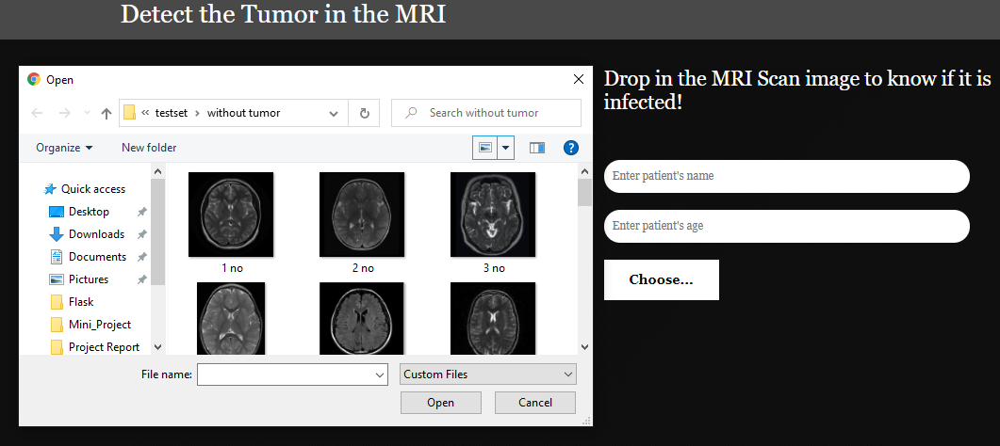 Detect the Tumor in the MRI
Open
testset
without tumor
Search without tumor
Organize
New folder
Quick access
Desktop
Downloads
Documents
Pictures
Flask
Mini_Project
Project Report
1 no
2 no
3 no
File name:
Custom Files
Open
Cancel
Drop in the MRI Scan image to know if it is
infected!
Enter patient's name
Enter patient's age
Choose...